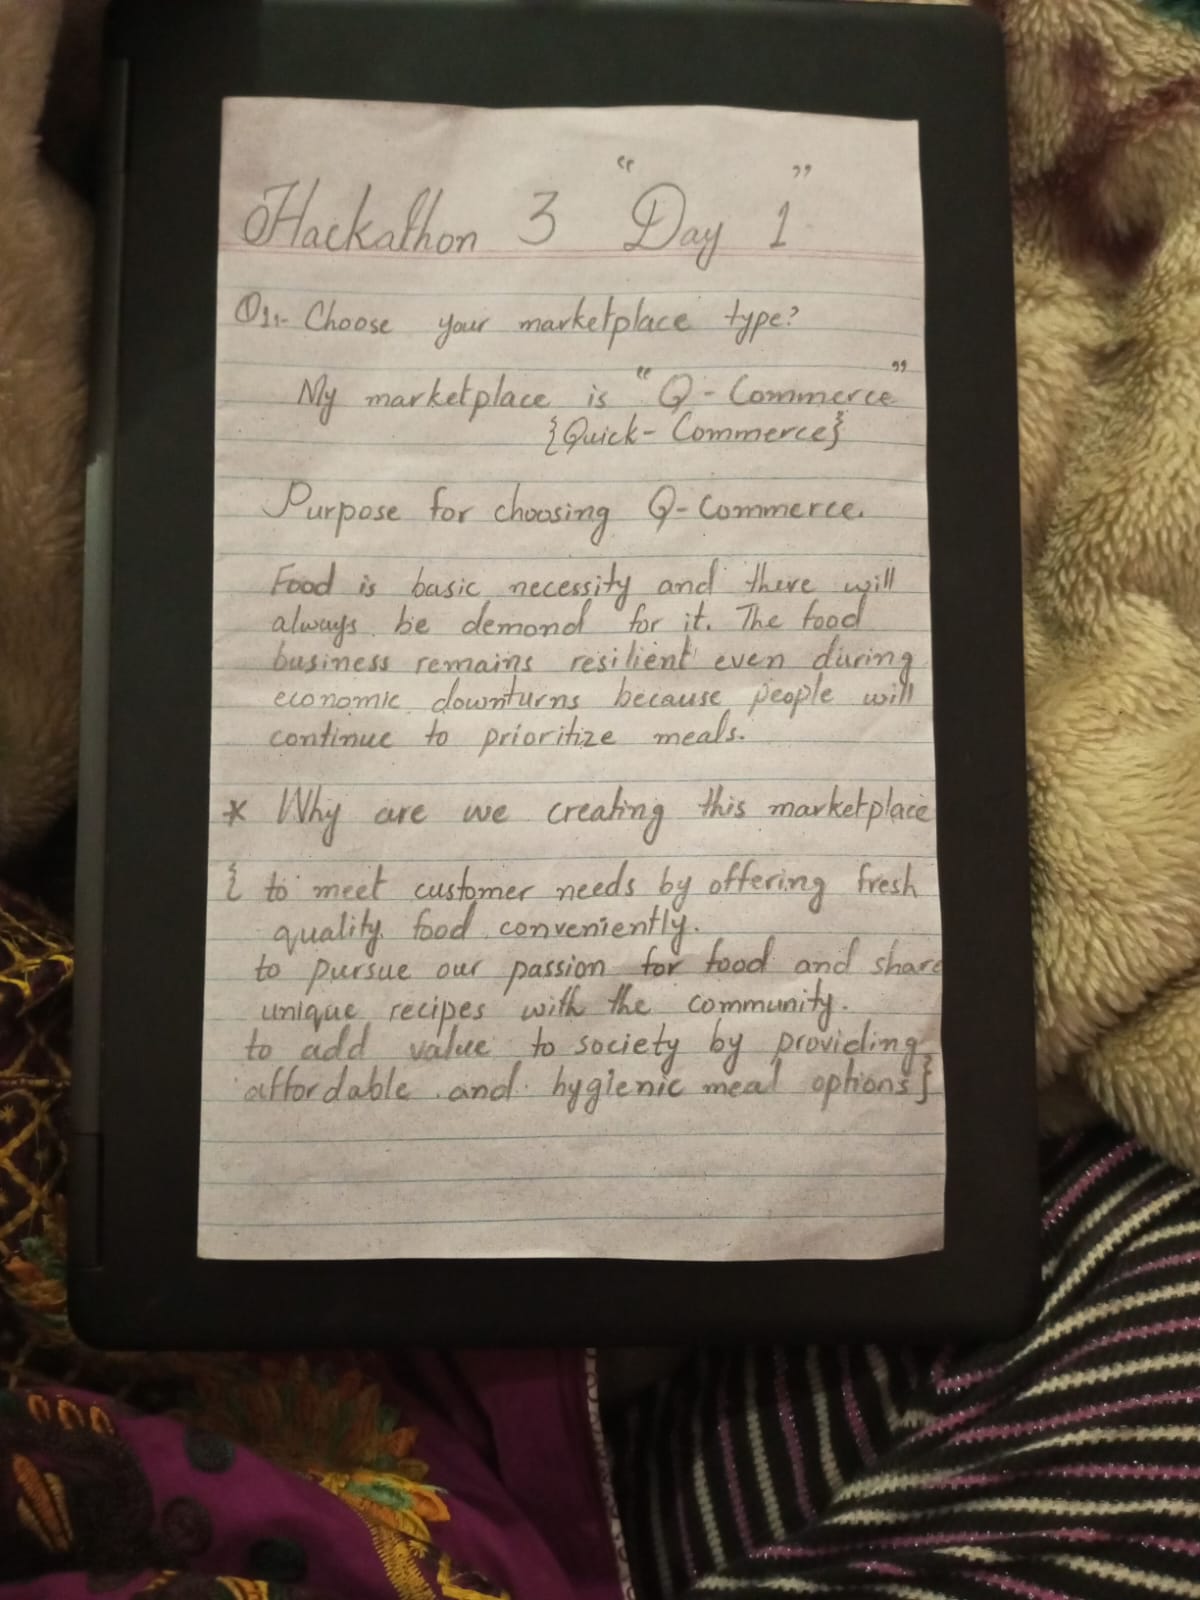 Hackathon 3 "Day 1"
Q1:- Choose your marketplace type?
My marketplace is "Q-Commerce"
{Quick-Commerce}
Purpose for choosing Q-Commerce.
Food is basic necessity and there will
always be demond for it. The food
business remains resilient even during
economic downturns because people will
continue to prioritize meals.
* Why are we creating this marketplace
{ to meet customer needs by offering fresh
quality food conveniently.
to pursue our passion for food and share
unique recipes with the community.
to add value to society by providing
affordable and hygienic meal options}